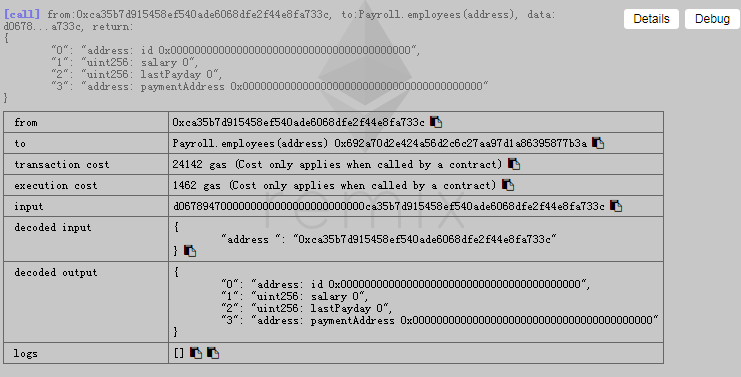 [call] from:0xca35b7d915458ef540ade6068dfe2f44e8fa733c, to:Payroll.employees(address), data:
d0678...a733c, return:
{
"0": "address: id 0x0000000000000000000000000000000000000000",
"1": "uint256: salary 0",
"2": "uint256: lastPayday 0",
"3": "address: paymentAddress 0x0000000000000000000000000000000000000000"
}
Details
Debug
from 0xca35b7d915458ef540ade6068dfe2f44e8fa733c
to Payroll.employees(address) 0x692a70d2e424a56d2c6c27aa97d1a86395877b3a
transaction cost 24142 gas (Cost only applies when called by a contract)
execution cost 1462 gas (Cost only applies when called by a contract)
input d0678947000000000000000000000000ca35b7d915458ef540ade6068dfe2f44e8fa733c
decoded input {
"address ": "0xca35b7d915458ef540ade6068dfe2f44e8fa733c"
}
decoded output {
"0": "address: id 0x0000000000000000000000000000000000000000",
"1": "uint256: salary 0",
"2": "uint256: lastPayday 0",
"3": "address: paymentAddress 0x0000000000000000000000000000000000000000"
}
logs []
remix